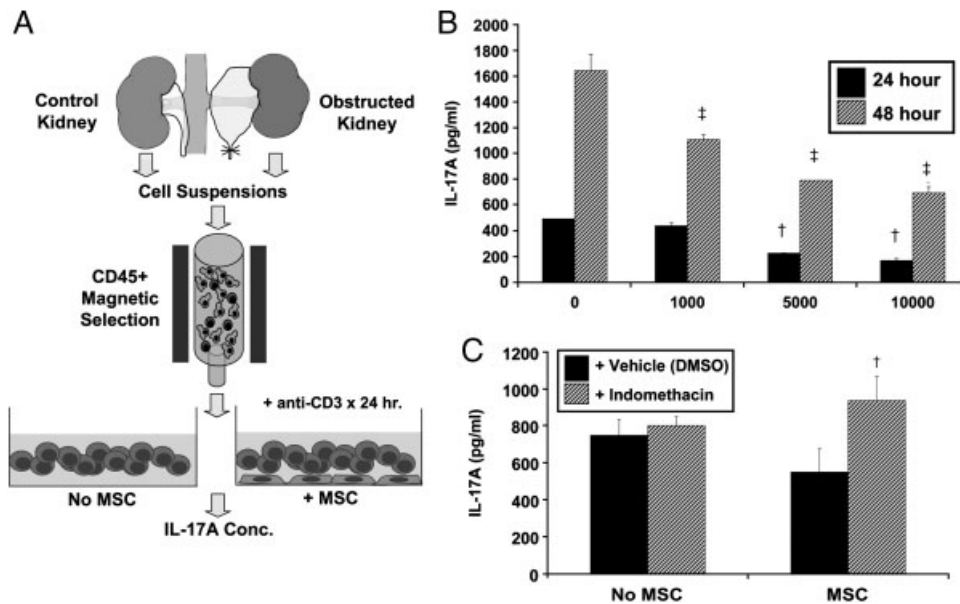 A
Control
Kidney
Obstructed
Kidney
Cell Suspensions
CD45+
Magnetic
Selection
+ anti-CD3 x 24 hr.
No MSC
+ MSC
IL-17A Conc.
B
IL-17A (pg/ml)
2000
1800
1600
1400
1200
1000
800
600
400
200
0
24 hour
48 hour
‡
‡
‡
†
†
0
1000
5000
10000
C
IL-17A (pg/ml)
1200
1000
800
600
400
200
0
+ Vehicle (DMSO)
+ Indomethacin
†
No MSC
MSC